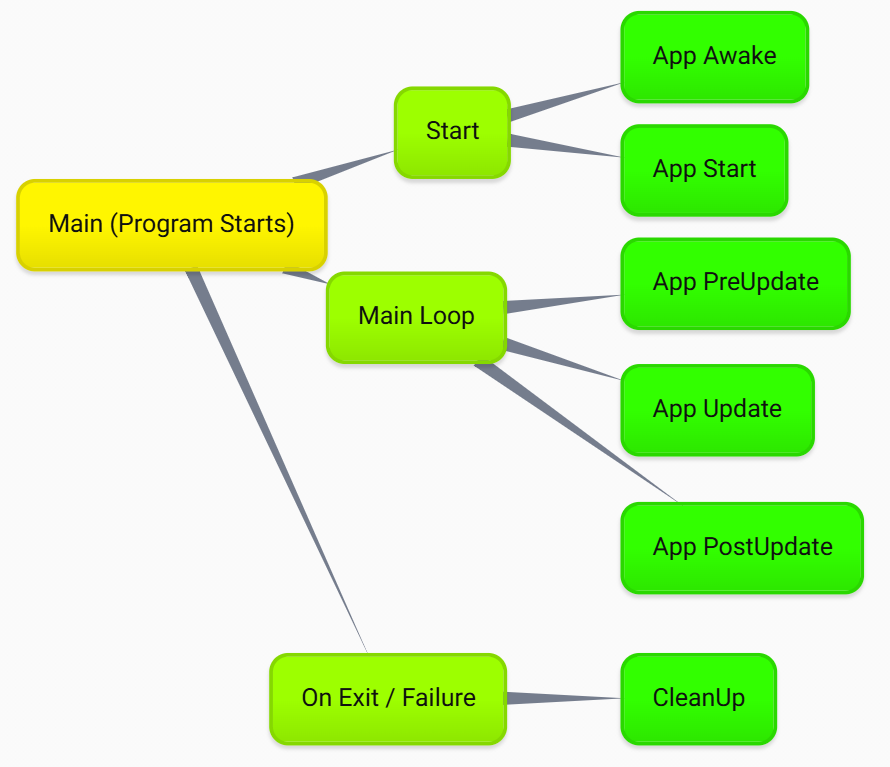 Main (Program Starts)
Start
App Awake
App Start
Main Loop
App PreUpdate
App Update
App PostUpdate
On Exit / Failure
CleanUp